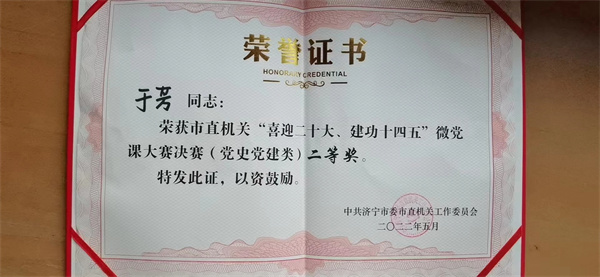 荣誉证书
HONORARY CREDENTIAL
于芳 同志：
荣获市直机关“喜迎二十大、建功十四五”微党
课大赛决赛（党史党建类）二等奖。
特发此证，以资鼓励。
中共济宁市委市直机关工作委员会
二〇二二年五月